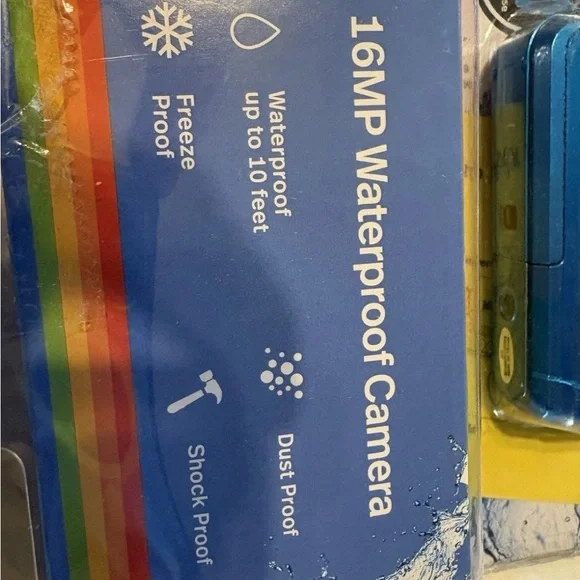 16MP Waterproof Camera
Waterproof
up to 10 feet
Dust Proof
Freeze
Proof
Shock Proof